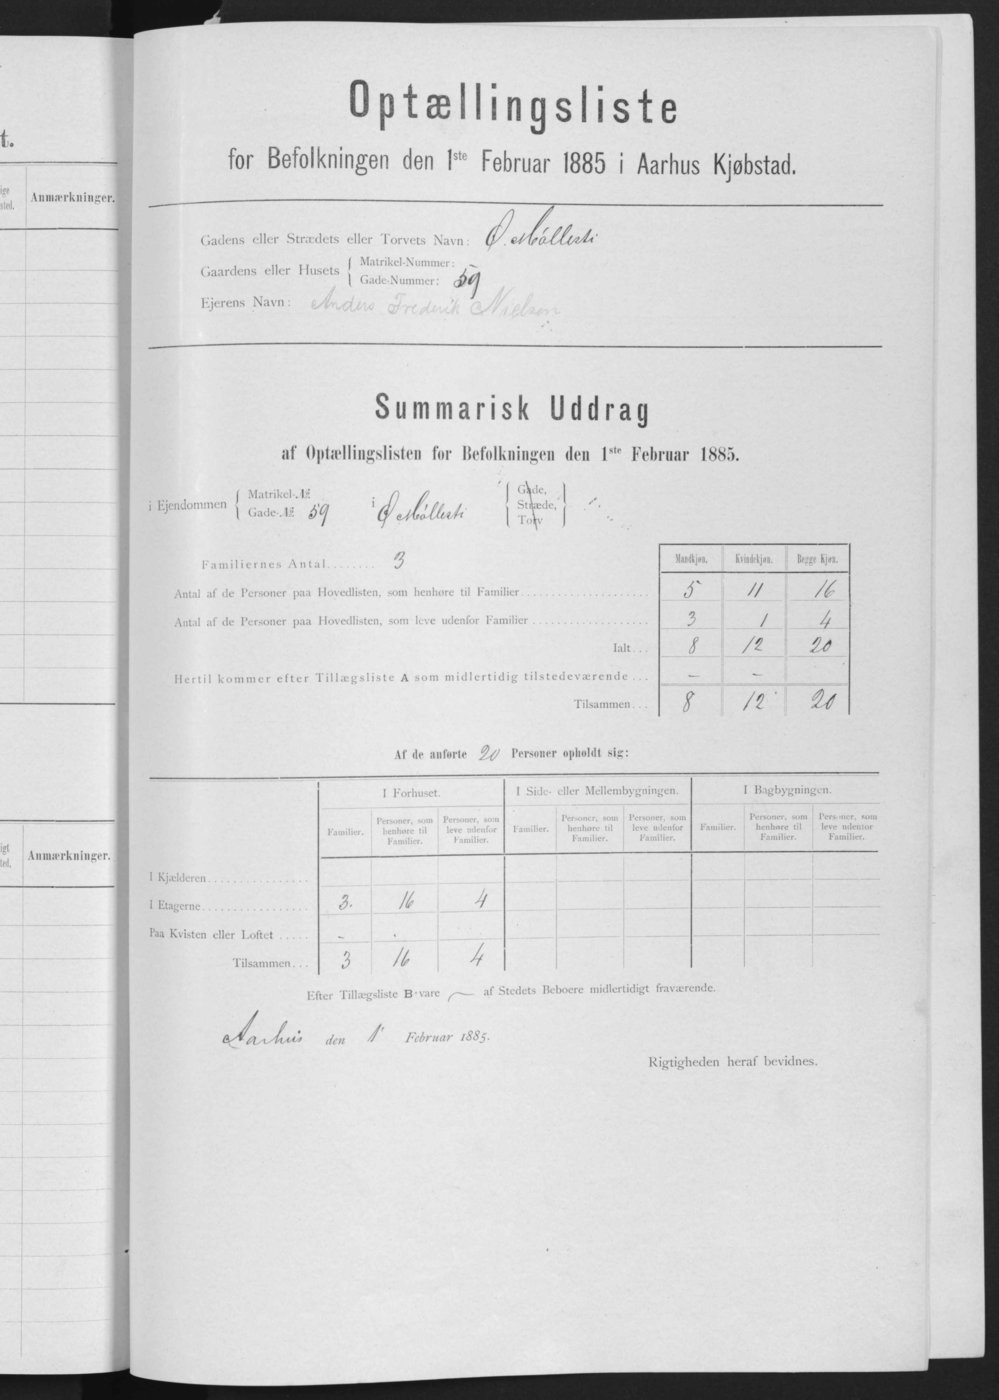 t.
ige
sted.
Anmærkninger.
igt
ted.
Anmærkninger.
Optællingsliste
for Befolkningen den 1ste Februar 1885 i Aarhus Kjøbstad.
Gadens eller Strædets eller Torvets Navn: Ø. Møllesti
Gaardens eller Husets { Matrikel-Nummer:
Gade-Nummer: 59
Ejerens Navn: Anders Frederik Nielsen
Summarisk Uddrag
af Optællingslisten for Befolkningen den 1ste Februar 1885.
i Ejendommen { Matrikel-№
Gade-№ 59 i Ø Møllesti { Gade, Stræde, Torv }
Familiernes Antal........ 3
Mandkjøn. Kvindekjøn. Begge Kjøn.
Antal af de Personer paa Hovedlisten, som henhøre til Familier 5 11 16
Antal af de Personer paa Hovedlisten, som leve udenfor Familier 3 1 4
Ialt... 8 12 20
Hertil kommer efter Tillægsliste A som midlertidig tilstedeværende... — —
Tilsammen... 8 12 20
Af de anførte 20 Personer opholdt sig:
I Forhuset. I Side- eller Mellembygningen. I Bagbygningen.
Familier. Personer, som henhøre til Familier. Personer, som leve udenfor Familier. Familier. Personer, som henhøre til Familier. Personer, som leve udenfor Familier. Familier. Personer, som henhøre til Familier. Personer, som leve udenfor Familier.
I Kjælderen
I Etagerne 3. 16 4
Paa Kvisten eller Loftet -
Tilsammen... 3 16 4
Efter Tillægsliste B vare — af Stedets Beboere midlertidigt fraværende.
Aarhus den 1' Februar 1885.
Rigtigheden heraf bevidnes.